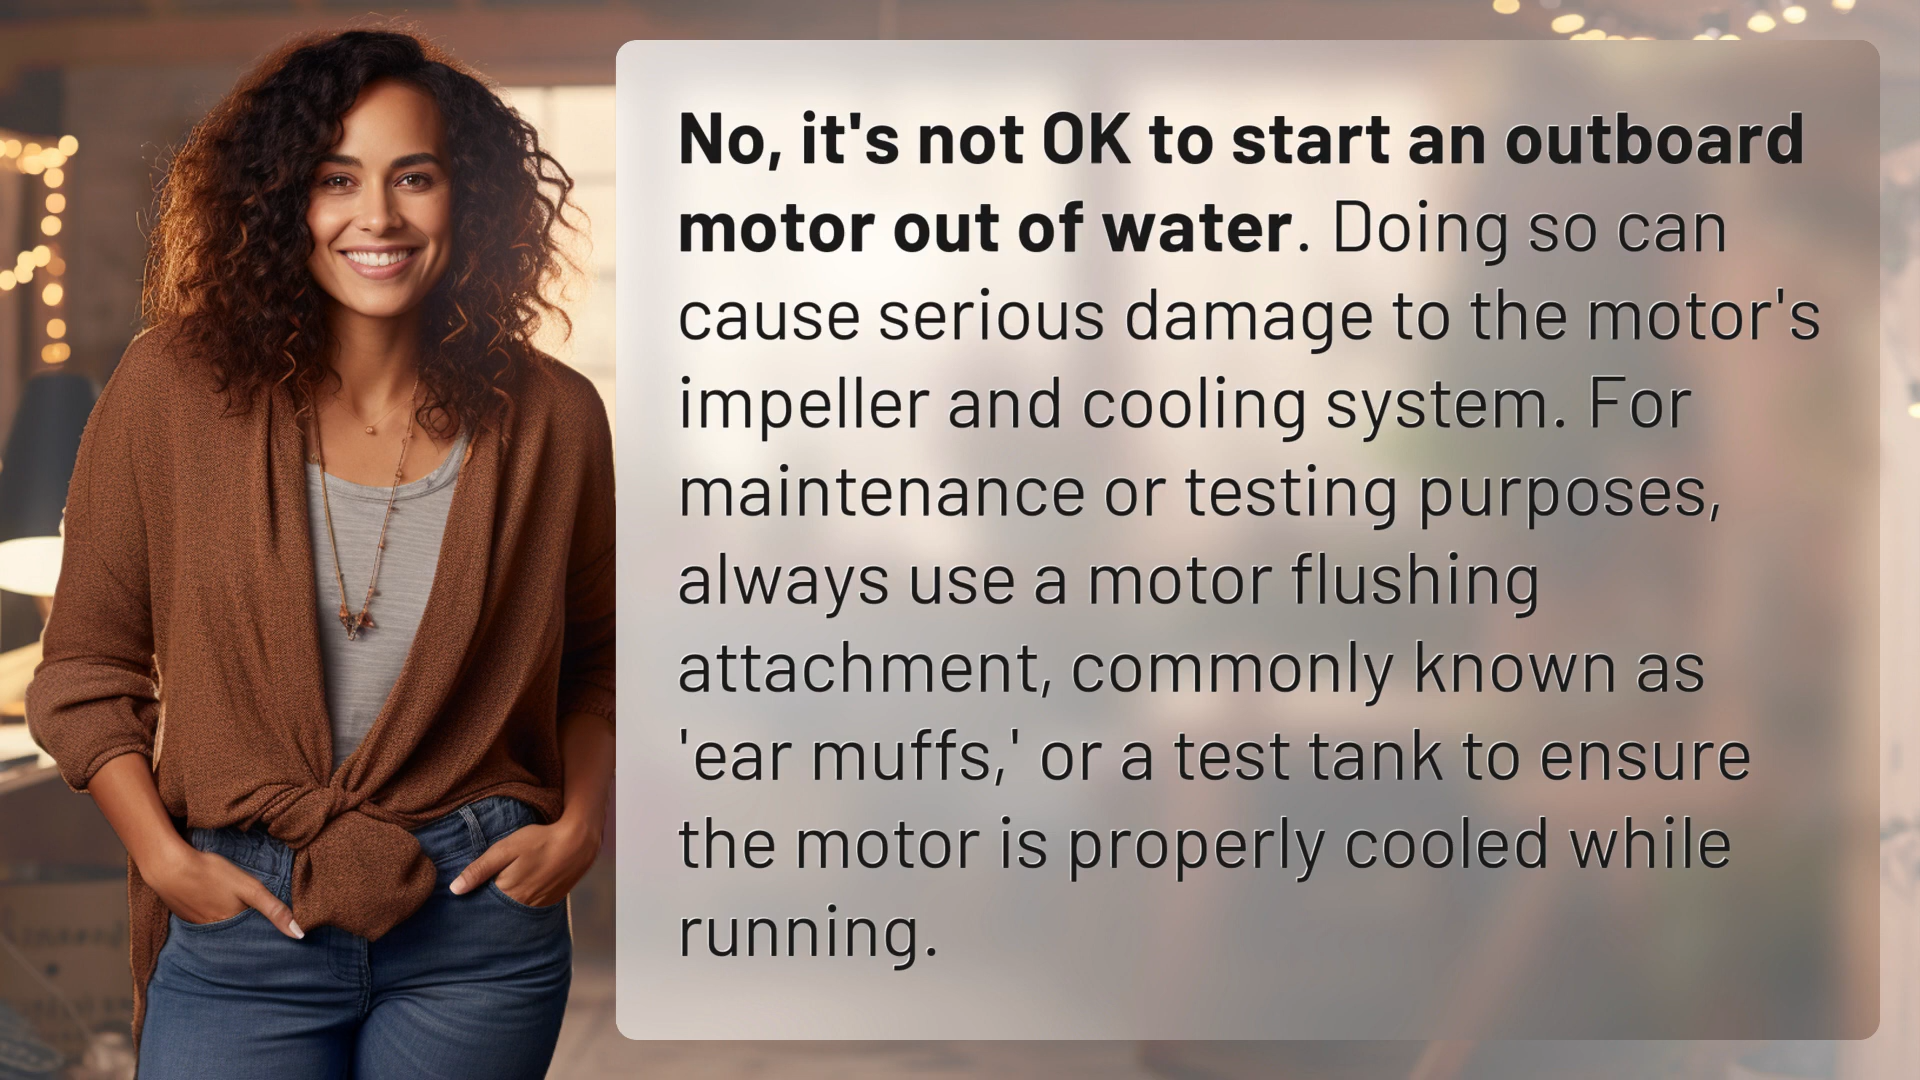 No, it's not OK to start an outboard
motor out of water. Doing so can
cause serious damage to the motor's
impeller and cooling system. For
maintenance or testing purposes,
always use a motor flushing
attachment, commonly known as
'ear muffs,' or a test tank to ensure
the motor is properly cooled while
running.